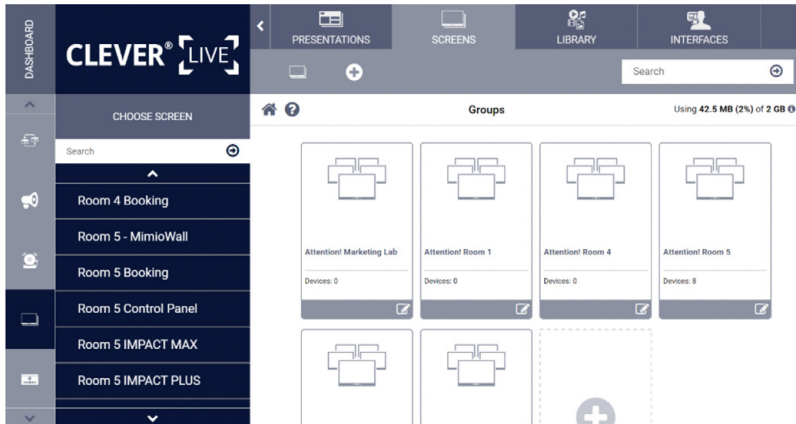 DASHBOARD
CLEVER® LIVE
PRESENTATIONS
SCREENS
LIBRARY
INTERFACES
Search
CHOOSE SCREEN
Groups
Using 42.5 MB (2%) of 2 GB
Search
Room 4 Booking
Room 5 - MimioWall
Room 5 Booking
Room 5 Control Panel
Room 5 IMPACT MAX
Room 5 IMPACT PLUS
Attention! Marketing Lab
Devices: 0
Attention! Room 1
Devices: 0
Attention! Room 4
Devices: 0
Attention! Room 5
Devices: 8